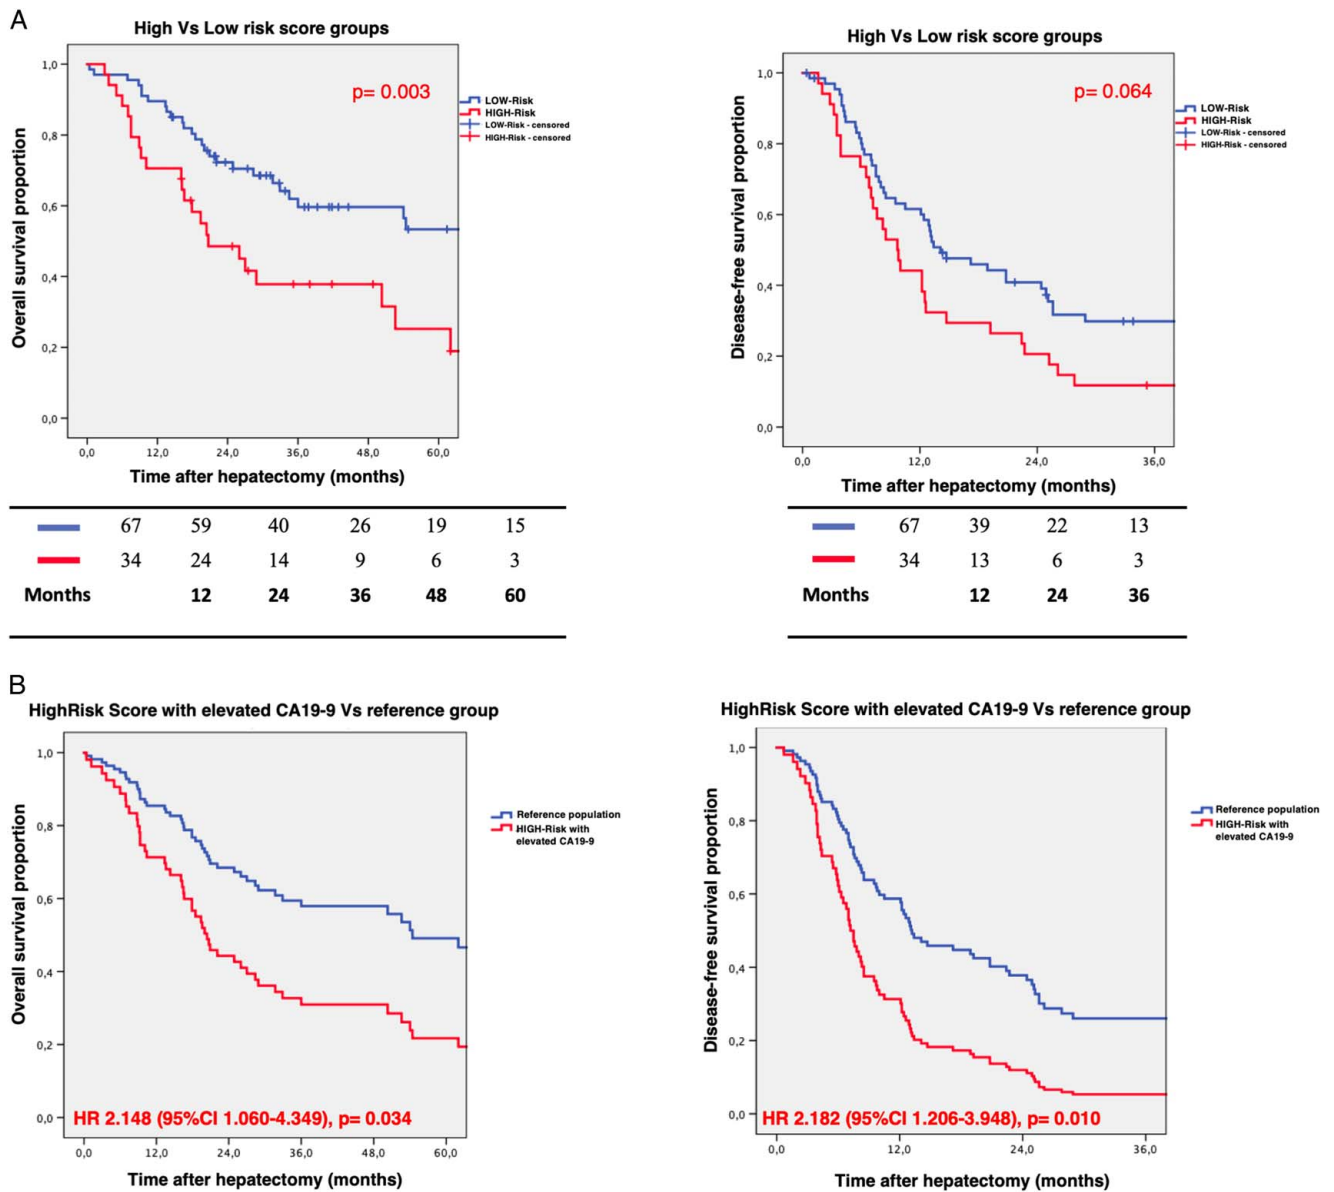 A
High Vs Low risk score groups
p= 0.003
LOW-Risk
HIGH-Risk
LOW-Risk - censored
HIGH-Risk - censored
Overall survival proportion
1,0
0,8
0,6
0,4
0,2
0,0
0,0 12,0 24,0 36,0 48,0 60,0
Time after hepatectomy (months)
67 59 40 26 19 15
34 24 14 9 6 3
Months 12 24 36 48 60
High Vs Low risk score groups
p= 0.064
LOW-Risk
HIGH-Risk
LOW-Risk - censored
HIGH-Risk - censored
Disease-free survival proportion
1,0
0,8
0,6
0,4
0,2
0,0
0,0 12,0 24,0 36,0
Time after hepatectomy (months)
67 39 22 13
34 13 6 3
Months 12 24 36
B
HighRisk Score with elevated CA19-9 Vs reference group
Reference population
HIGH-Risk with
elevated CA19-9
Overall survival proportion
1,0
0,8
0,6
0,4
0,2
0,0
HR 2.148 (95%CI 1.060-4.349), p= 0.034
0,0 12,0 24,0 36,0 48,0 60,0
Time after hepatectomy (months)
HighRisk Score with elevated CA19-9 Vs reference group
Reference population
HIGH-Risk with
elevated CA19-9
Disease-free survival proportion
1,0
0,8
0,6
0,4
0,2
0,0
HR 2.182 (95%CI 1.206-3.948), p= 0.010
0,0 12,0 24,0 36,0
Time after hepatectomy (months)